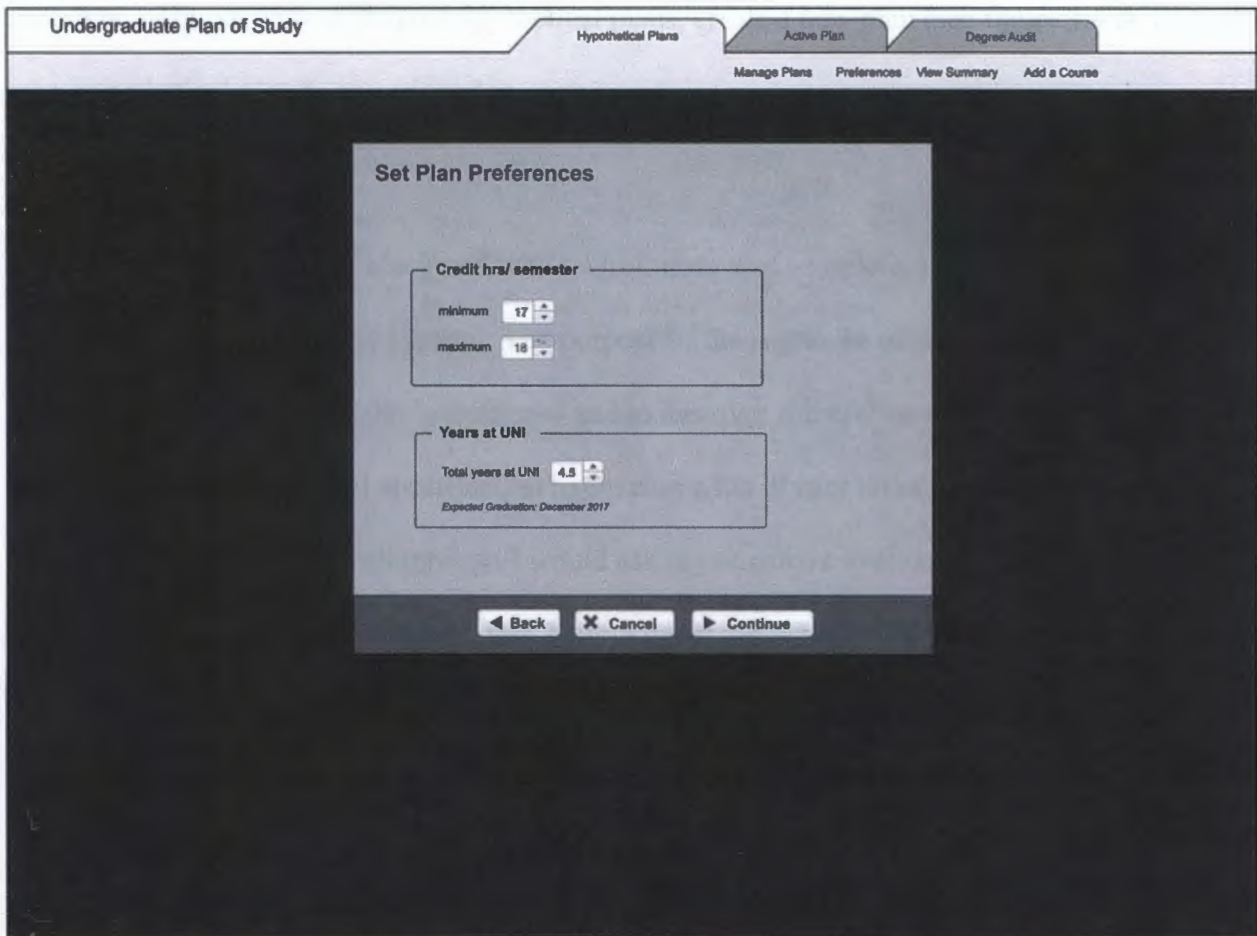 Undergraduate Plan of Study
Hypothetical Plans
Active Plan
Degree Audit
Manage Plans Preferences View Summary Add a Course
Set Plan Preferences
Credit hrs/ semester
minimum 17
maximum 18
Years at UNI
Total years at UNI 4.5
Expected Graduation: December 2017
Back Cancel Continue